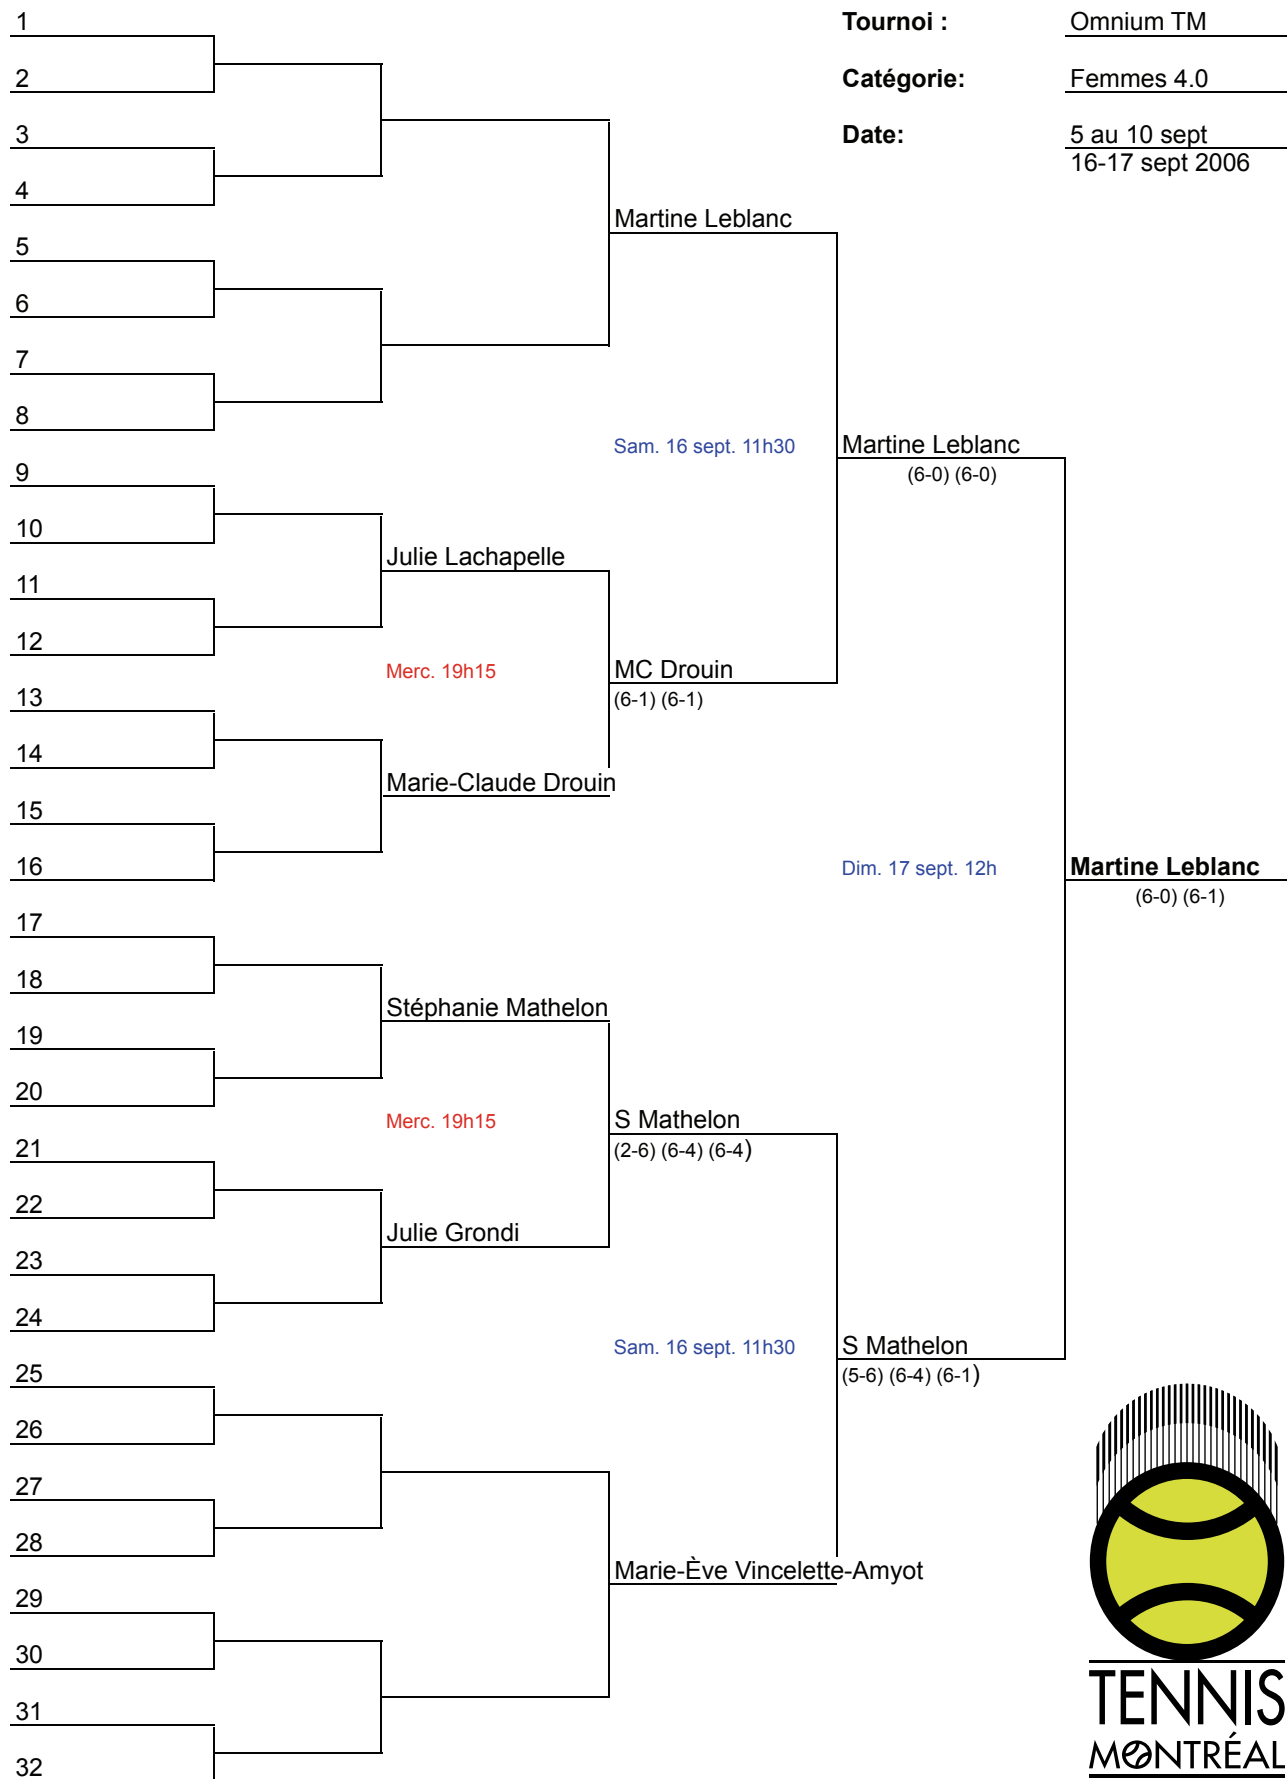 Tournoi : Omnium TM
Catégorie: Femmes 4.0
Date: 5 au 10 sept
16-17 sept 2006
1
2
3
4
Martine Leblanc
5
6
7
8
Sam. 16 sept. 11h30
Martine Leblanc
(6-0) (6-0)
9
10
Julie Lachapelle
11
12
Merc. 19h15
MC Drouin
(6-1) (6-1)
13
14
Marie-Claude Drouin
15
16
Dim. 17 sept. 12h
Martine Leblanc
(6-0) (6-1)
17
18
Stéphanie Mathelon
19
20
Merc. 19h15
S Mathelon
(2-6) (6-4) (6-4)
21
22
Julie Grondi
23
24
Sam. 16 sept. 11h30
S Mathelon
(5-6) (6-4) (6-1)
25
26
27
28
Marie-Ève Vincelette-Amyot
29
30
31
32
TENNIS
MONTRÉAL